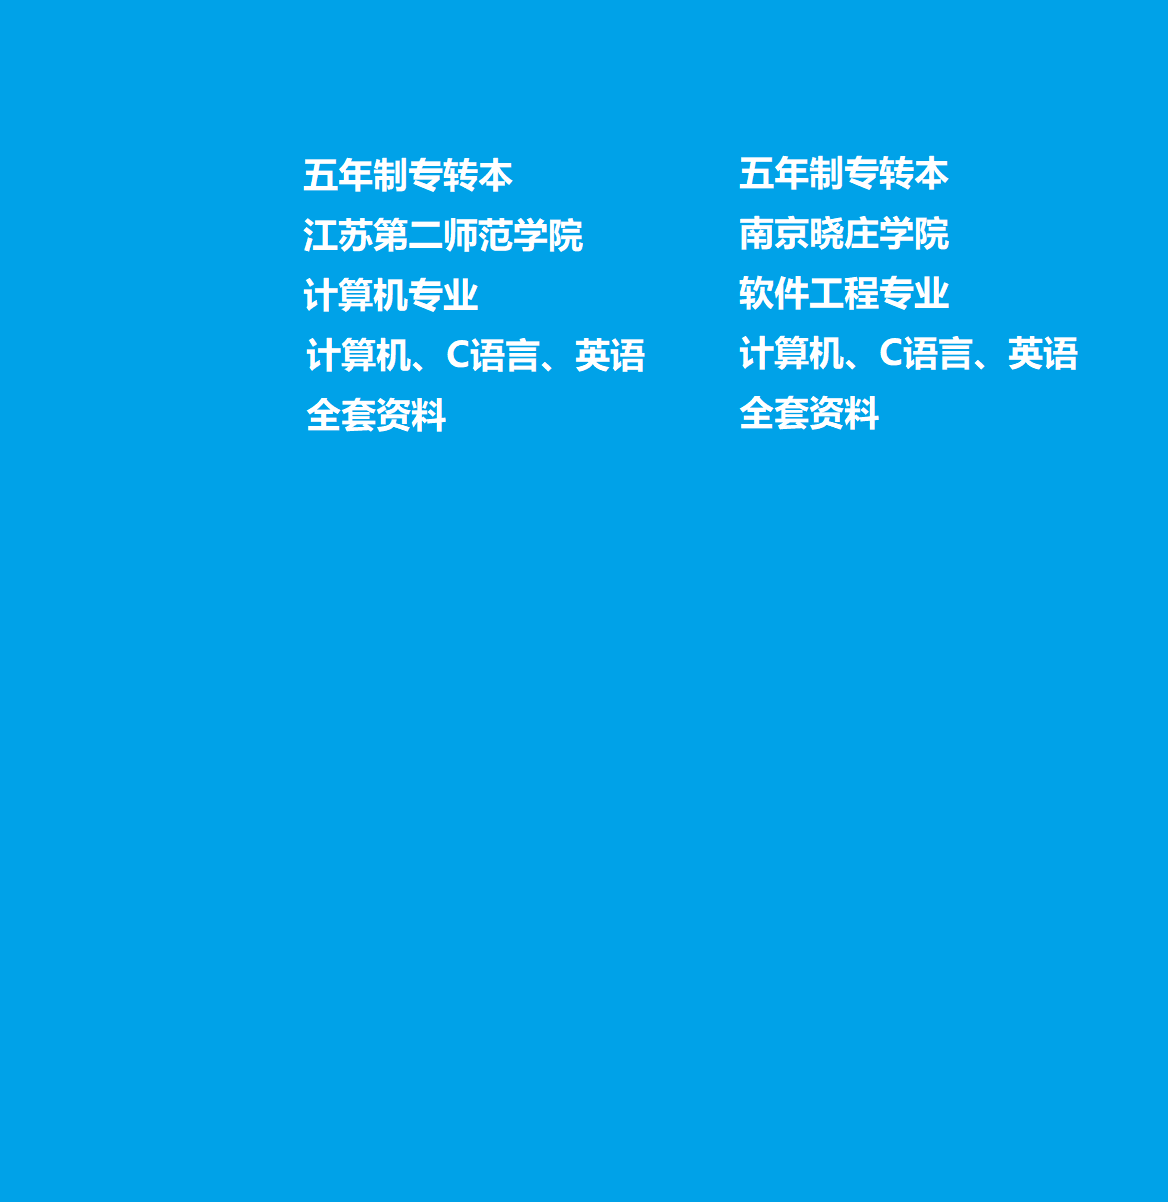 五年制专转本
江苏第二师范学院
计算机专业
计算机、C语言、英语
全套资料
五年制专转本
南京晓庄学院
软件工程专业
计算机、C语言、英语
全套资料